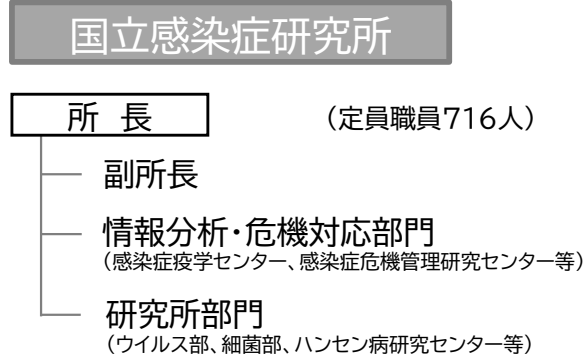 国立感染症研究所
所 長 （定員職員716人）
副所長
情報分析・危機対応部門
（感染症疫学センター、感染症危機管理研究センター等）
研究所部門
（ウイルス部、細菌部、ハンセン病研究センター等）